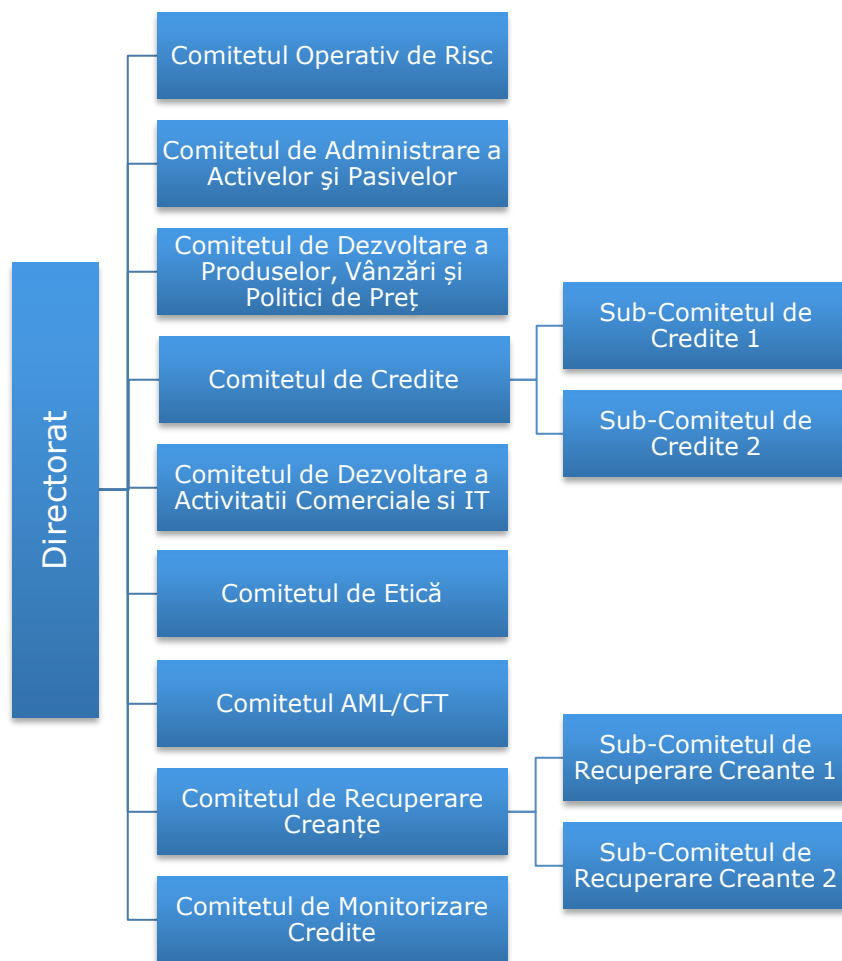 Directorat
Comitetul Operativ de Risc
Comitetul de Administrare a
Activelor şi Pasivelor
Comitetul de Dezvoltare a
Produselor, Vânzări și
Politici de Preț
Comitetul de Credite
Sub-Comitetul de
Credite 1
Sub-Comitetul de
Credite 2
Comitetul de Dezvoltare a
Activitatii Comerciale si IT
Comitetul de Etică
Comitetul AML/CFT
Comitetul de Recuperare
Creanțe
Sub-Comitetul de
Recuperare Creante 1
Sub-Comitetul de
Recuperare Creante 2
Comitetul de Monitorizare
Credite